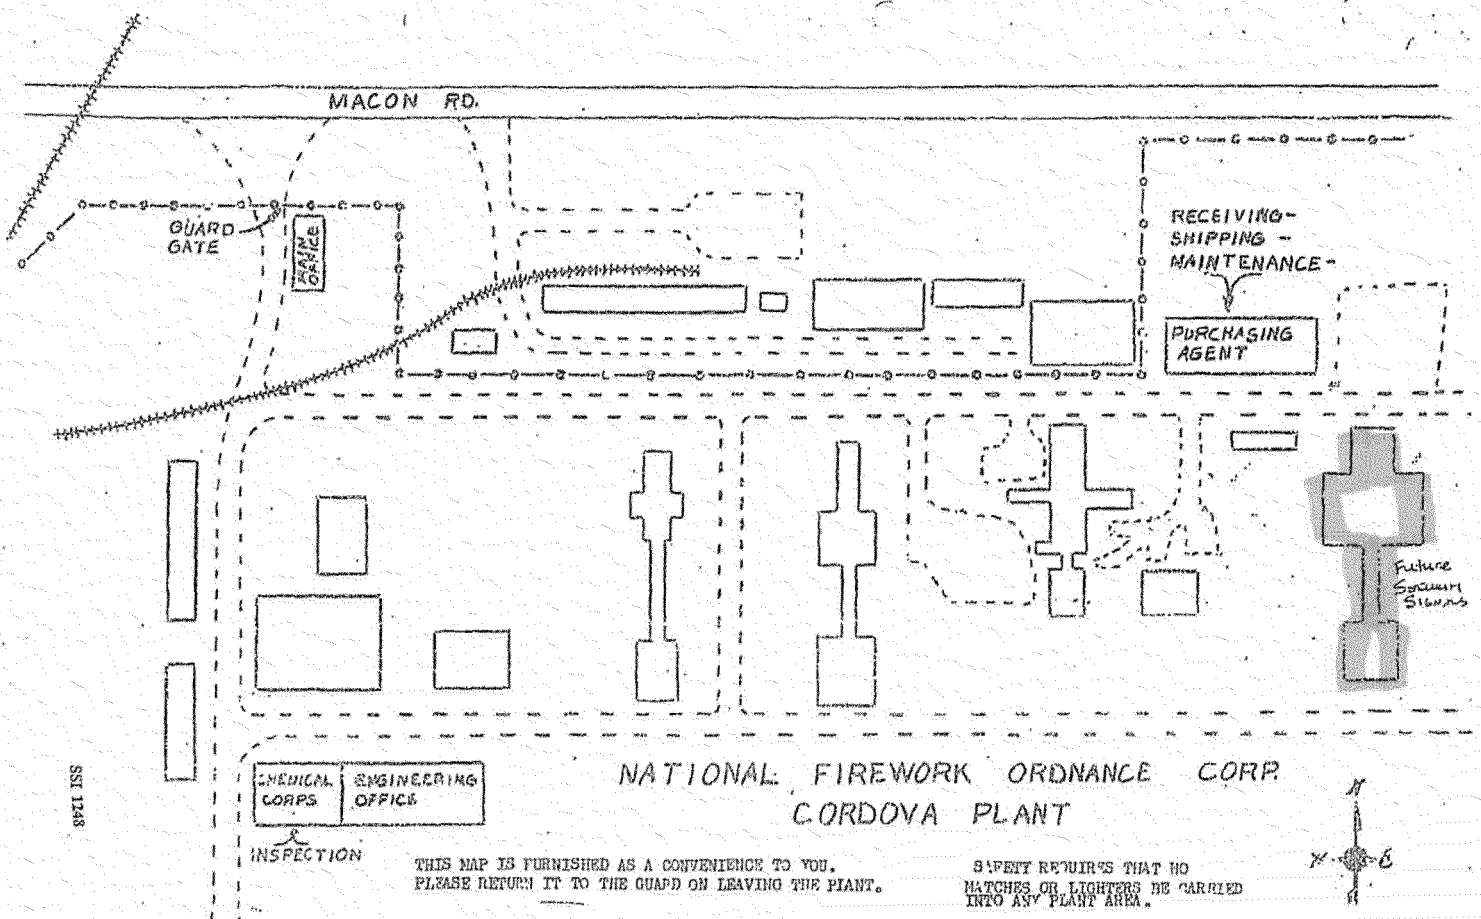 MACON RD.
GUARD
GATE
MAIN
OFFICE
RECEIVING-
SHIPPING -
MAINTENANCE-
PURCHASING
AGENT
Future
Signs
CHEMICAL
CORPS
ENGINEERING
OFFICE
INSPECTION
NATIONAL FIREWORK ORDNANCE CORP.
CORDOVA PLANT
THIS MAP IS FURNISHED AS A CONVENIENCE TO YOU.
PLEASE RETURN IT TO THE GUARD ON LEAVING THE PLANT.
SAFETY REQUIRES THAT NO
MATCHES OR LIGHTERS BE CARRIED
INTO ANY PLANT AREA.
N
W
E
S
SSI 1248